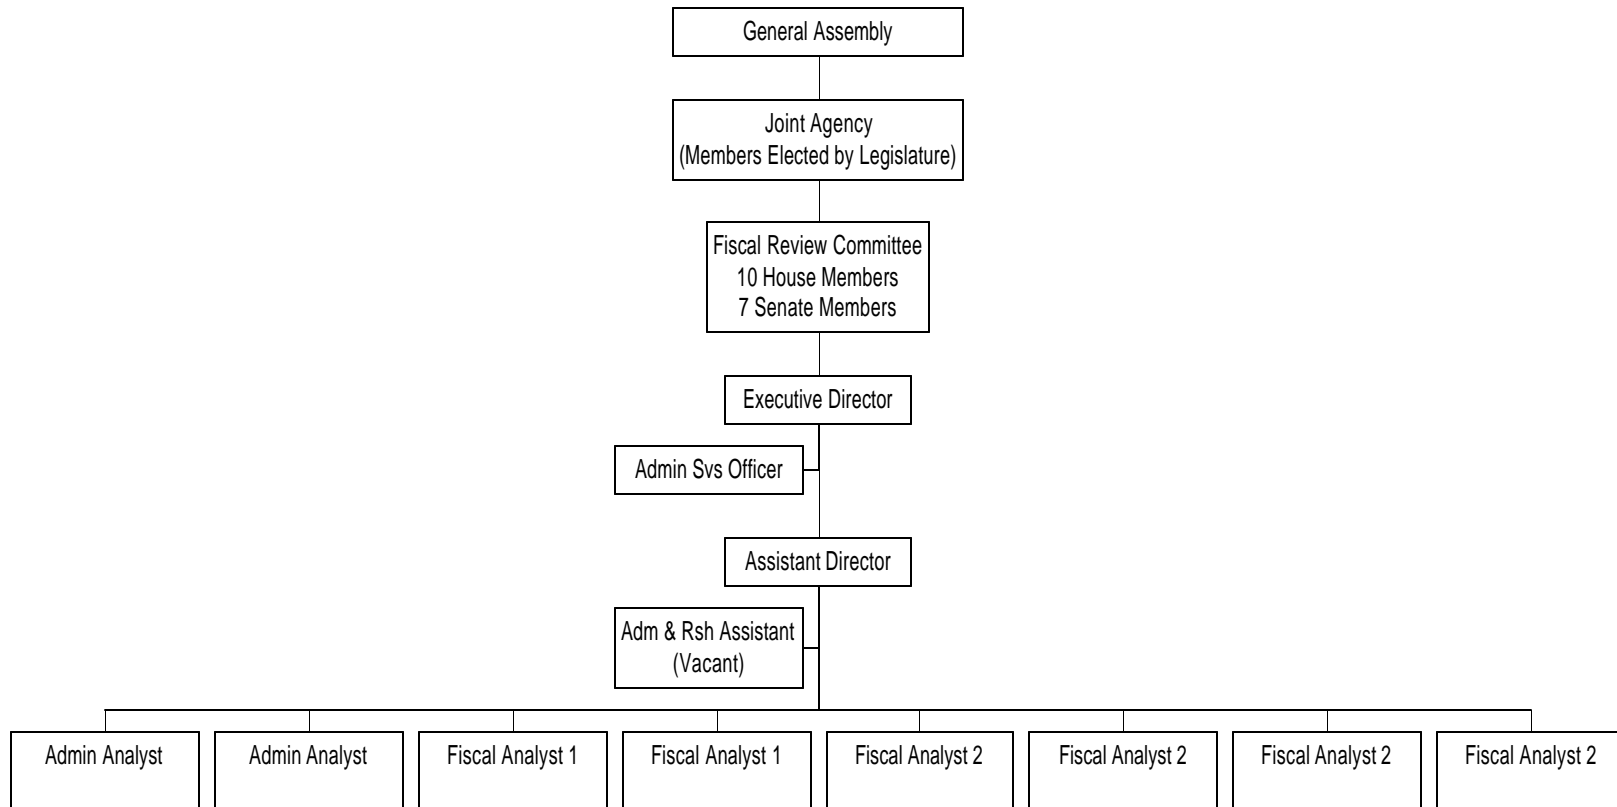 General Assembly
Joint Agency
(Members Elected by Legislature)
Fiscal Review Committee
10 House Members
7 Senate Members
Executive Director
Admin Svs Officer
Assistant Director
Adm & Rsh Assistant
(Vacant)
Admin Analyst
Admin Analyst
Fiscal Analyst 1
Fiscal Analyst 1
Fiscal Analyst 2
Fiscal Analyst 2
Fiscal Analyst 2
Fiscal Analyst 2